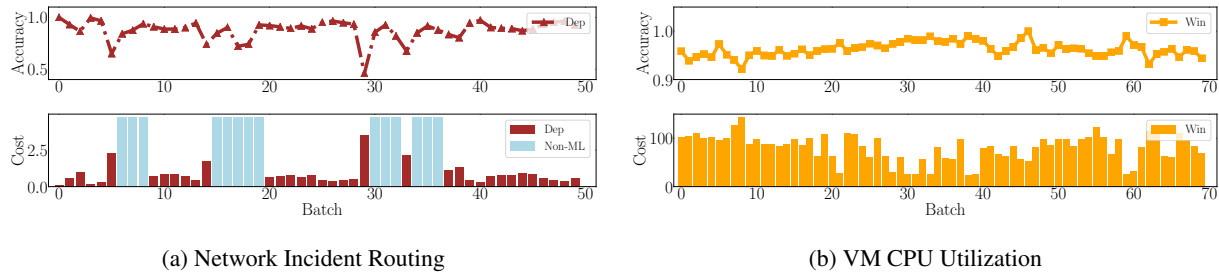 1.0
0.5
Accuracy
Dep
0 10 20 30 40 50
2.5
0.0
Cost
Dep
Non-ML
0 10 20 30 40 50
Batch
(a) Network Incident Routing
1.0
0.9
Accuracy
Win
0 10 20 30 40 50 60 70
100
0
Cost
Win
0 10 20 30 40 50 60 70
Batch
(b) VM CPU Utilization